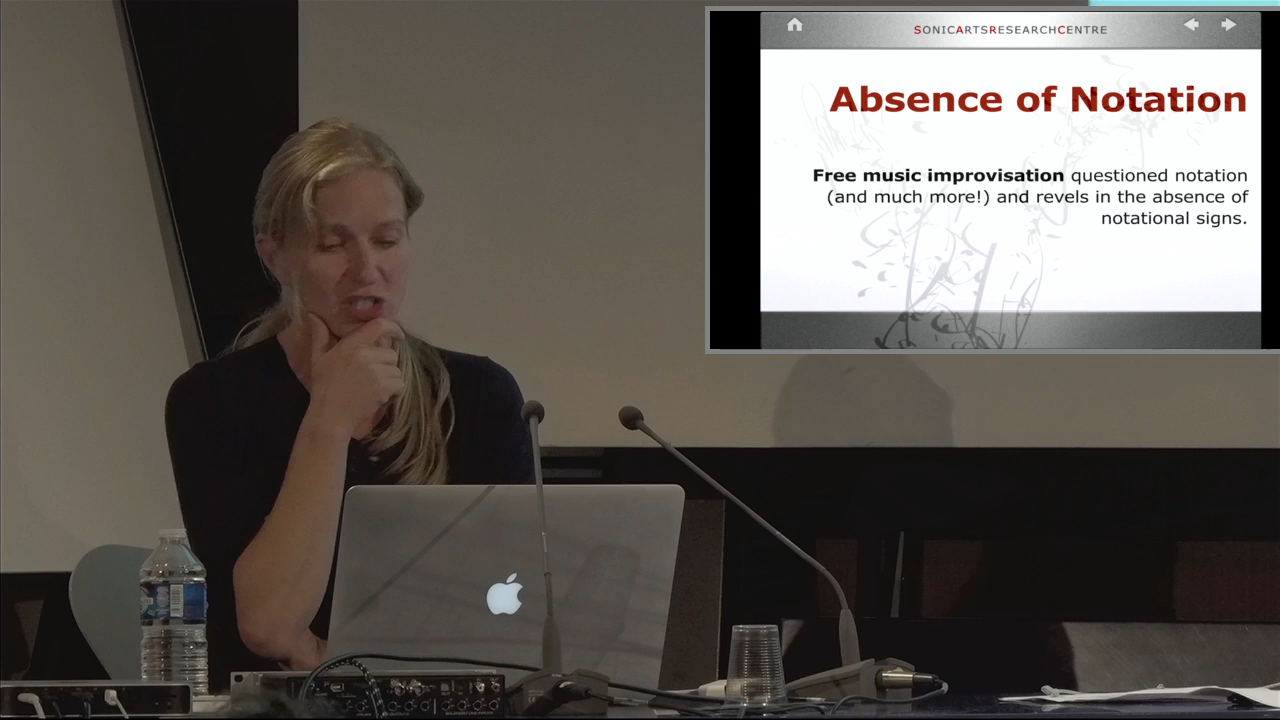 SONICARTSRESEARCHCENTRE
Absence of Notation
Free music improvisation questioned notation
(and much more!) and revels in the absence of
notational signs.